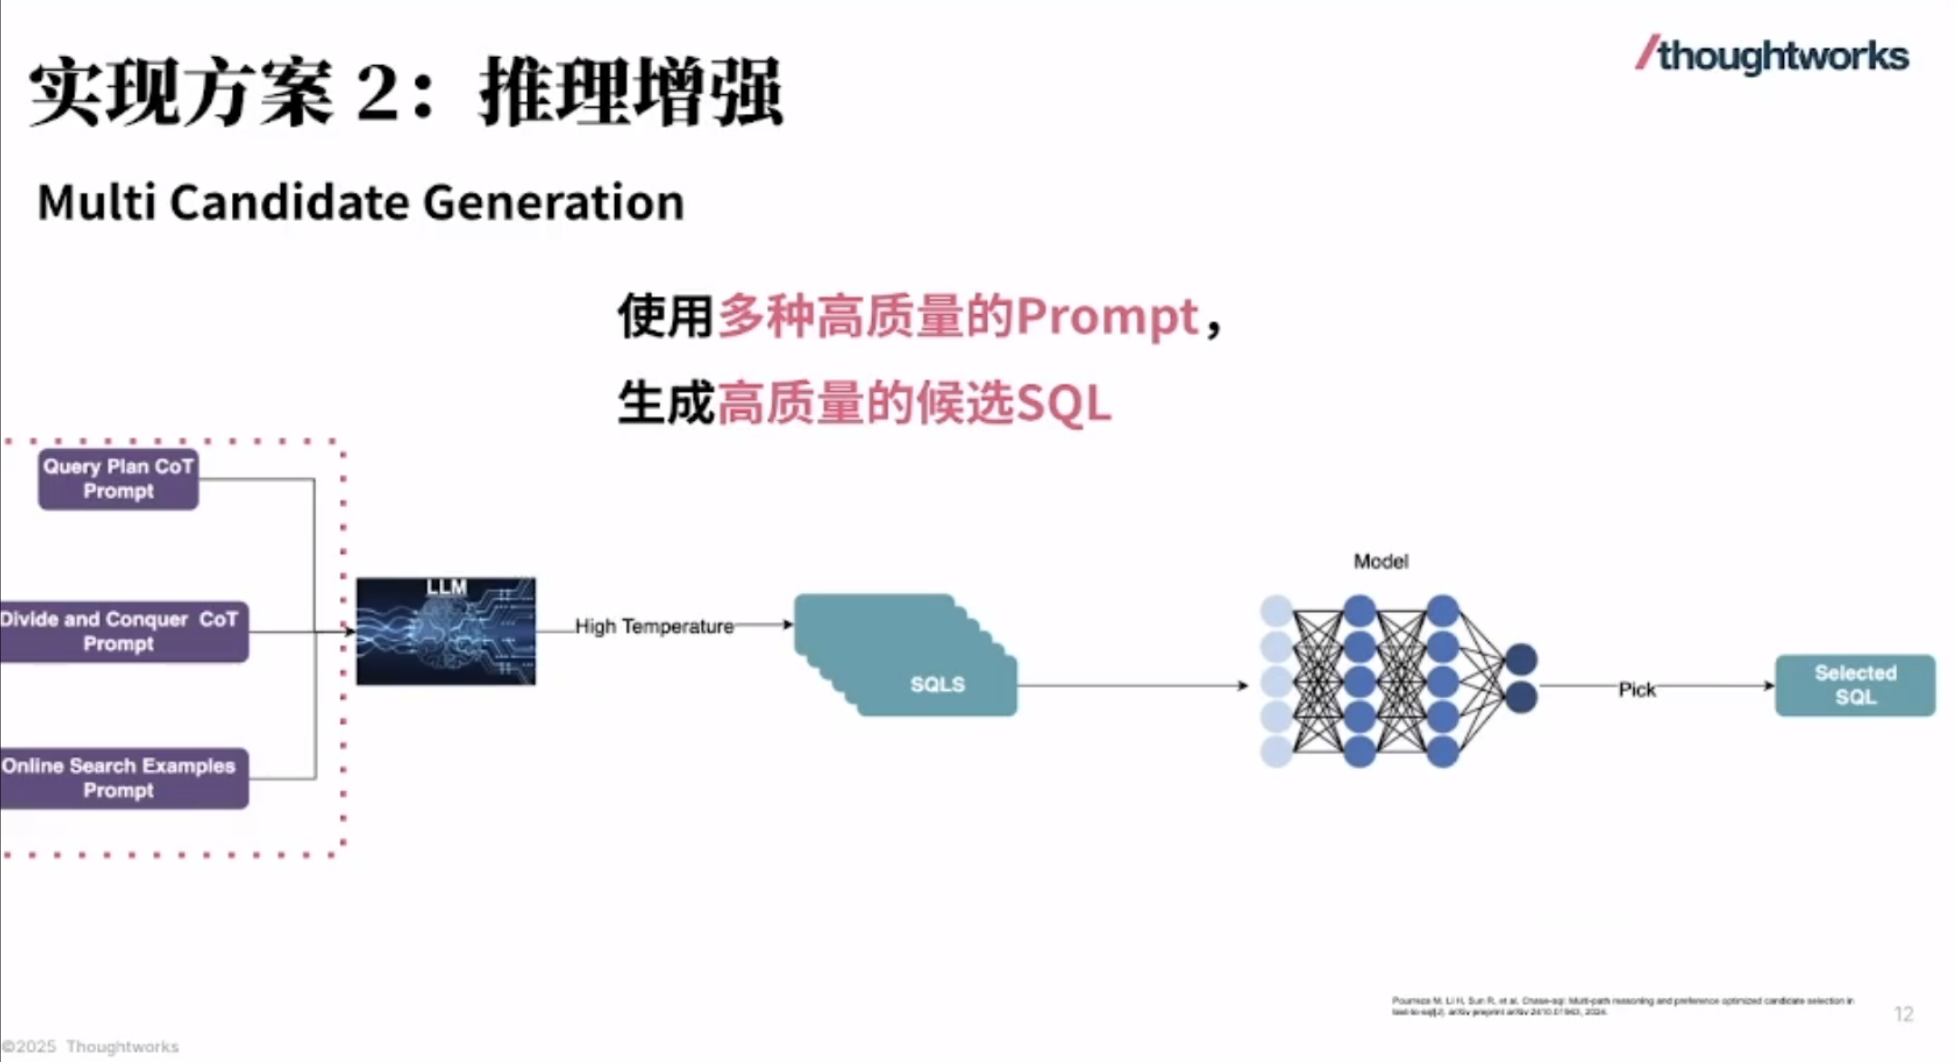 实现方案 2：推理增强
/thoughtworks
Multi Candidate Generation
使用多种高质量的Prompt，
生成高质量的候选SQL
Query Plan CoT
Prompt
Divide and Conquer CoT
Prompt
Online Search Examples
Prompt
LLM
High Temperature
SQLS
Model
Pick
Selected
SQL
Pourreza M, Li H, Sun R, et al. Chase-sql: Multi-path reasoning and preference optimized candidate selection in
text-to-sql[J]. arXiv preprint arXiv:2410.01943, 2024.
12
©2025 Thoughtworks